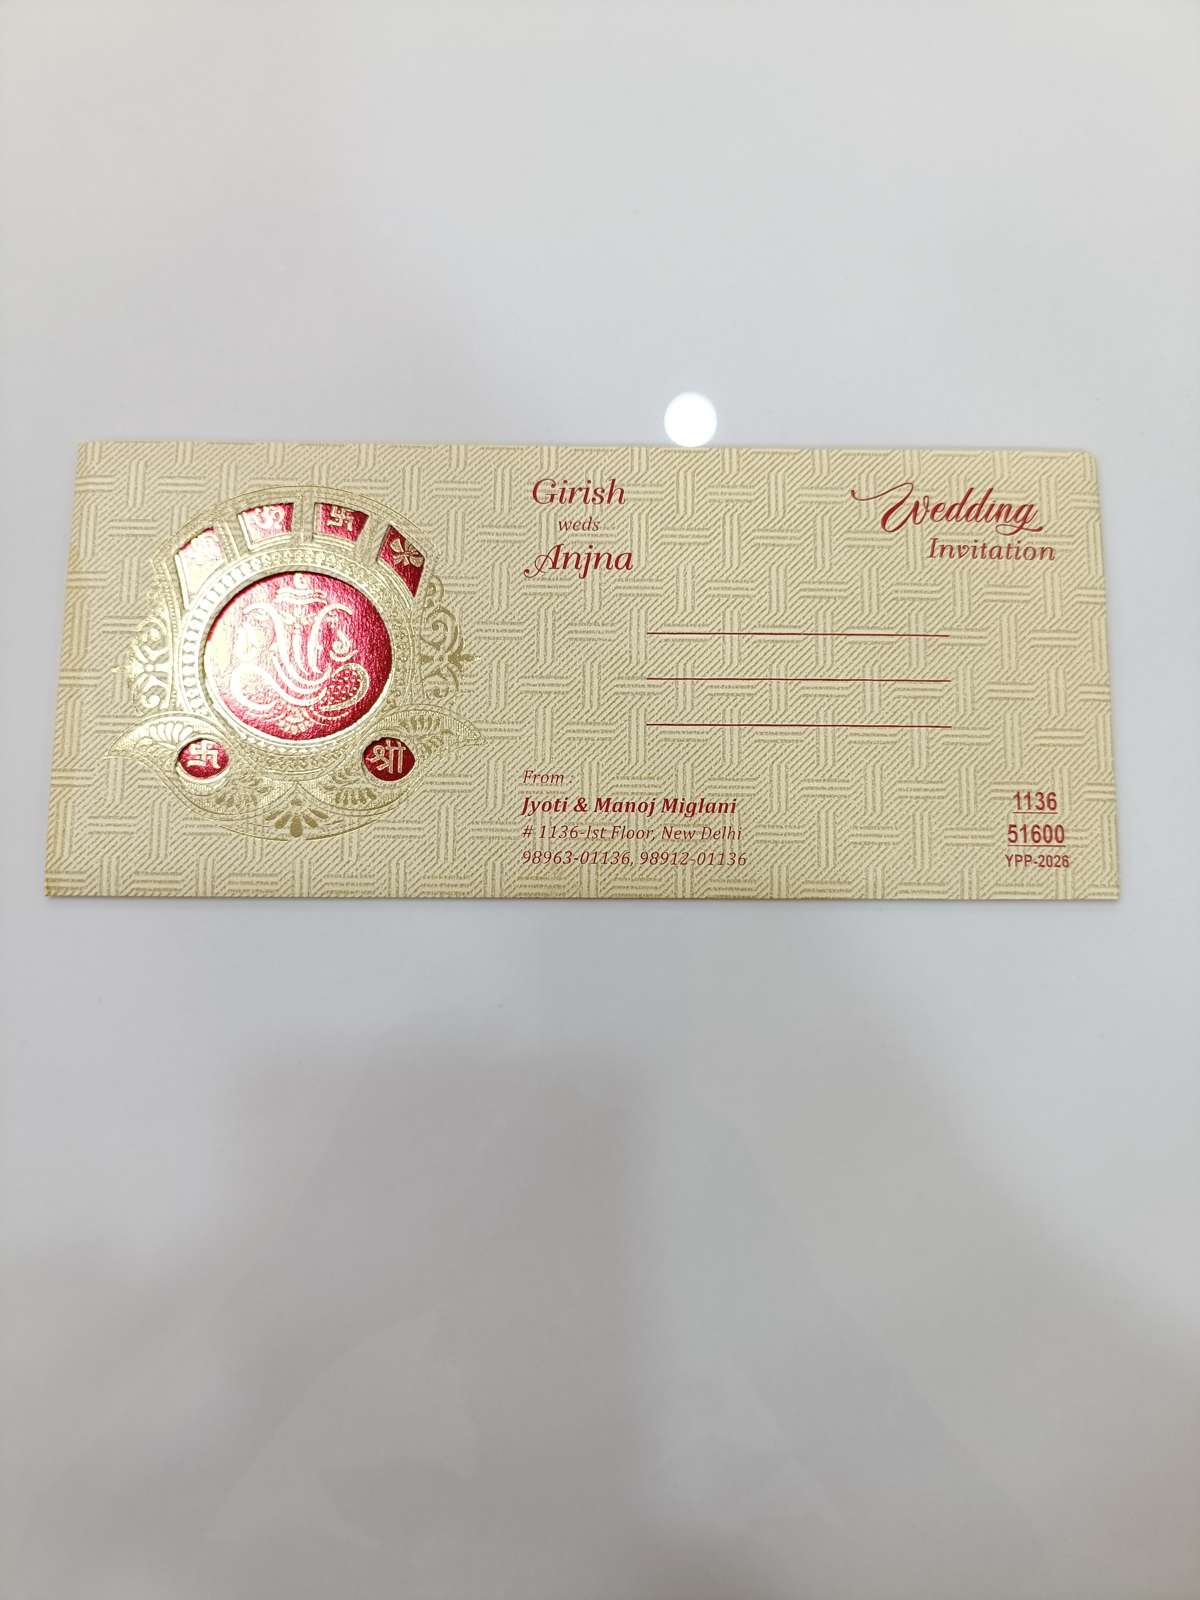 Girish
weds
Anjna
Wedding
Invitation
From :
Jyoti & Manoj Miglani
# 1136-Ist Floor, New Delhi
98963-01136, 98912-01136
1136
51600
YPP-2026
ॐ
श्री